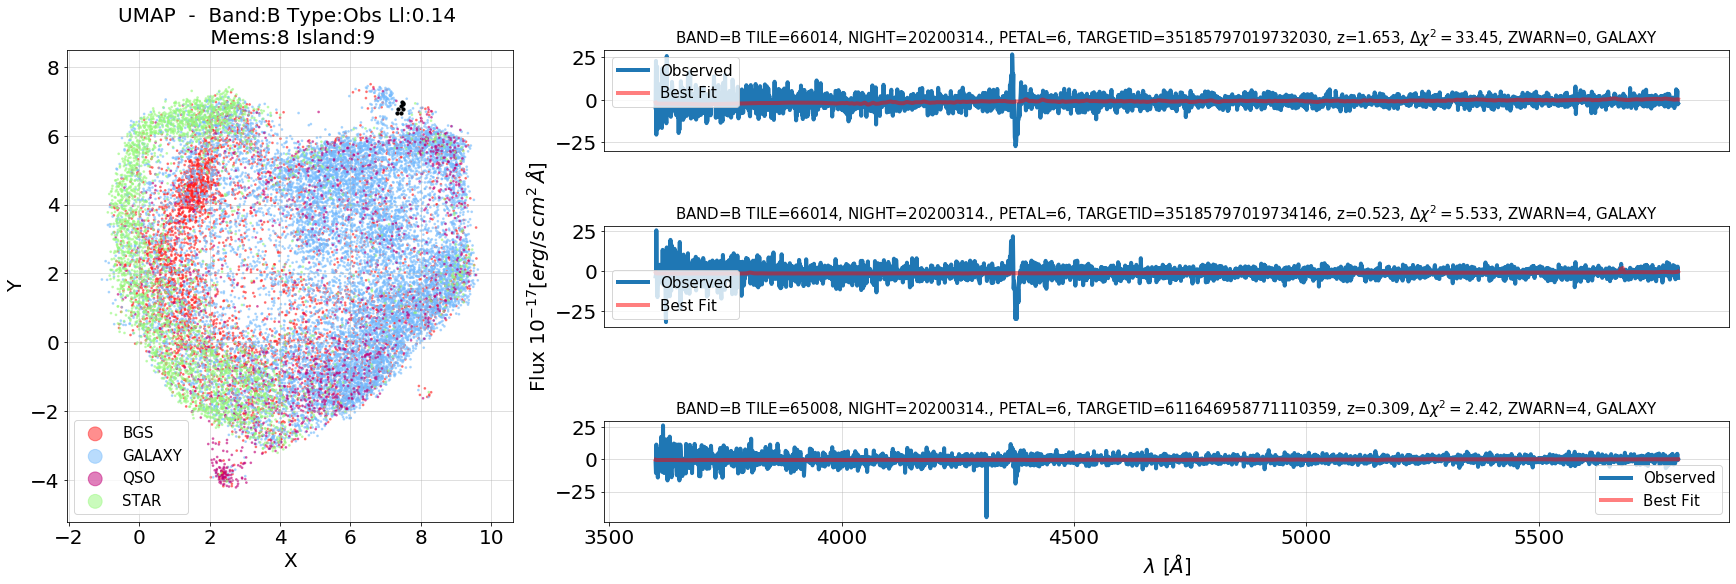 UMAP - Band:B Type:Obs Ll:0.14
Mems:8 Island:9
8
6
4
2
0
−2
−4
Y
BGS
GALAXY
QSO
STAR
−2
0
2
4
6
8
10
X
Flux 10^{-17}[erg/s cm^2 Å]
BAND=B TILE=66014, NIGHT=20200314., PETAL=6, TARGETID=35185797019732030, z=1.653, Δχ² = 33.45, ZWARN=0, GALAXY
25
0
−25
Observed
Best Fit
BAND=B TILE=66014, NIGHT=20200314., PETAL=6, TARGETID=35185797019734146, z=0.523, Δχ² = 5.533, ZWARN=4, GALAXY
25
0
−25
Observed
Best Fit
BAND=B TILE=65008, NIGHT=20200314., PETAL=6, TARGETID=611646958771110359, z=0.309, Δχ² = 2.42, ZWARN=4, GALAXY
25
0
−25
Observed
Best Fit
3500
4000
4500
5000
5500
λ [Å]